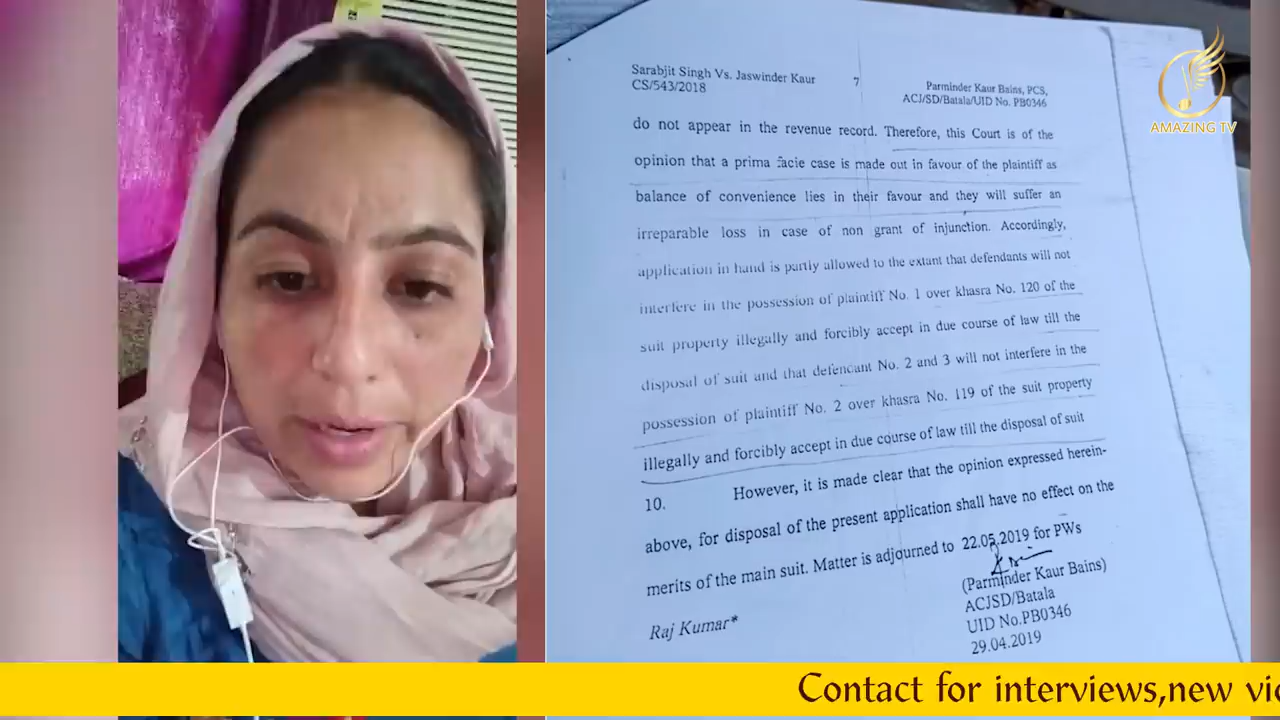 Sarabjit Singh Vs. Jaswinder Kaur
CS/543/2018
7
Parminder Kaur Bains, PCS,
ACJ/SD/Batala/UID No. PB0346
do not appear in the revenue record. Therefore, this Court is of the
opinion that a prima facie case is made out in favour of the plaintiff as
balance of convenience lies in their favour and they will suffer an
irreparable loss in case of non grant of injunction. Accordingly,
application in hand is partly allowed to the extant that defendants will not
interfere in the possession of plaintiff No. 1 over khasra No. 120 of the
suit property illegally and forcibly accept in due course of law till the
disposal of suit and that defencant No. 2 and 3 will not interfere in the
possession of plaintiff No. 2 over khasra No. 119 of the suit property
illegally and forcibly accept in due course of law till the disposal of suit
10. However, it is made clear that the opinion expressed herein-
above, for disposal of the present application shall have no effect on the
merits of the main suit. Matter is adjourned to 22.05.2019 for PWs
(Parminder Kaur Bains)
ACJSD/Batala
UID No.PB0346
29.04.2019
Raj Kumar*
AMAZING TV
Contact for interviews,new